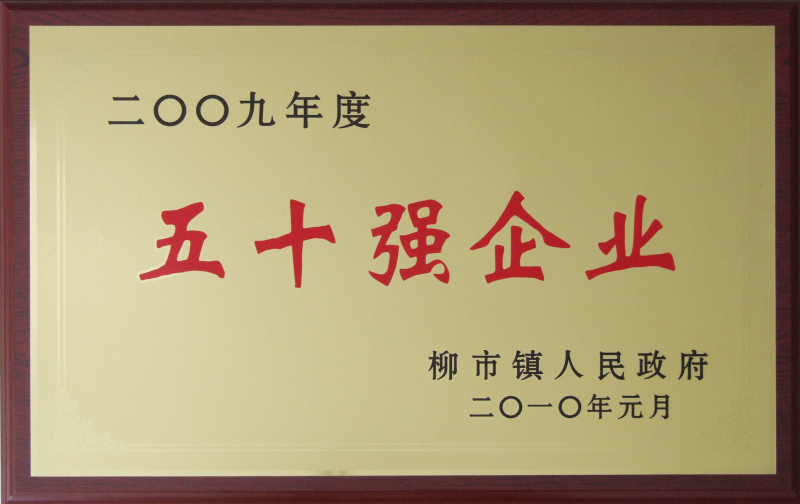 二〇〇九年度
五十强企业
柳市镇人民政府
二〇一〇年元月